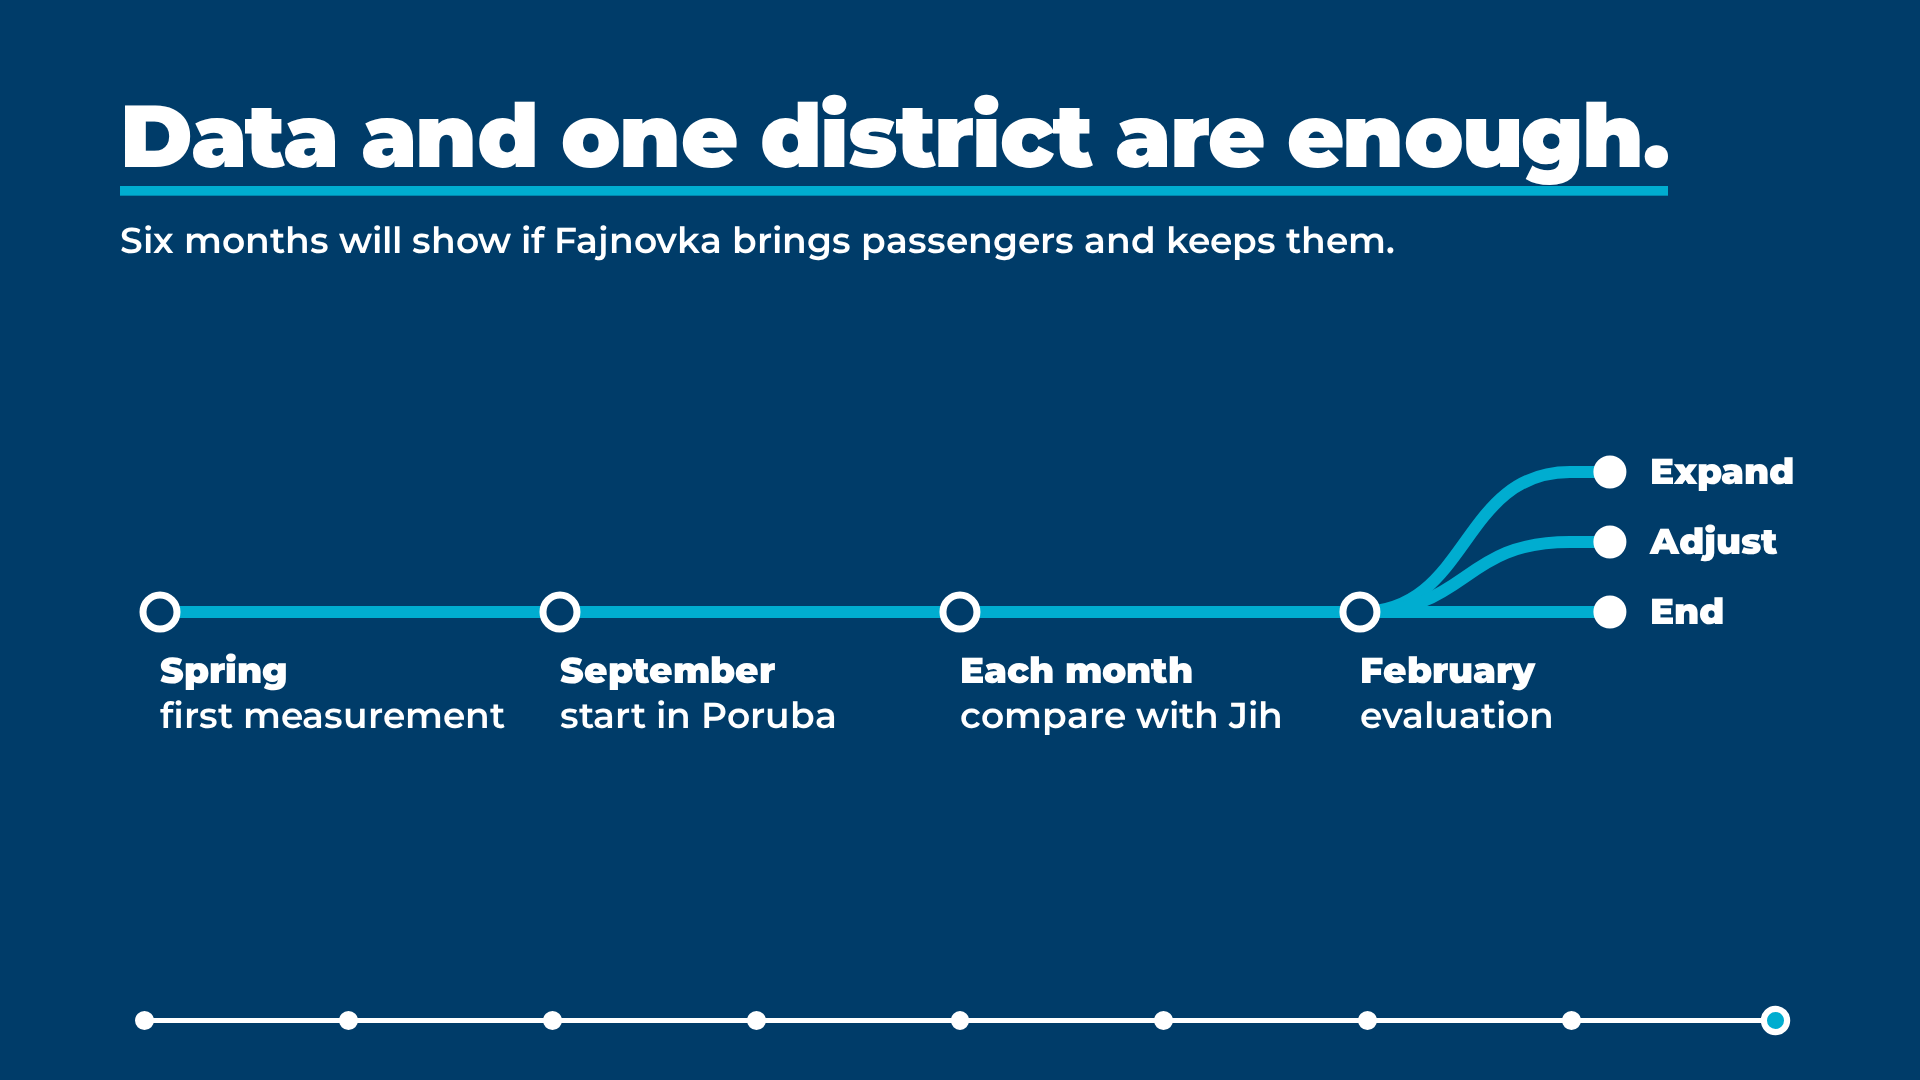 Data and one district are enough.
Six months will show if Fajnovka brings passengers and keeps them.
Expand
Adjust
End
Spring
first measurement
September
start in Poruba
Each month
compare with Jih
February
evaluation